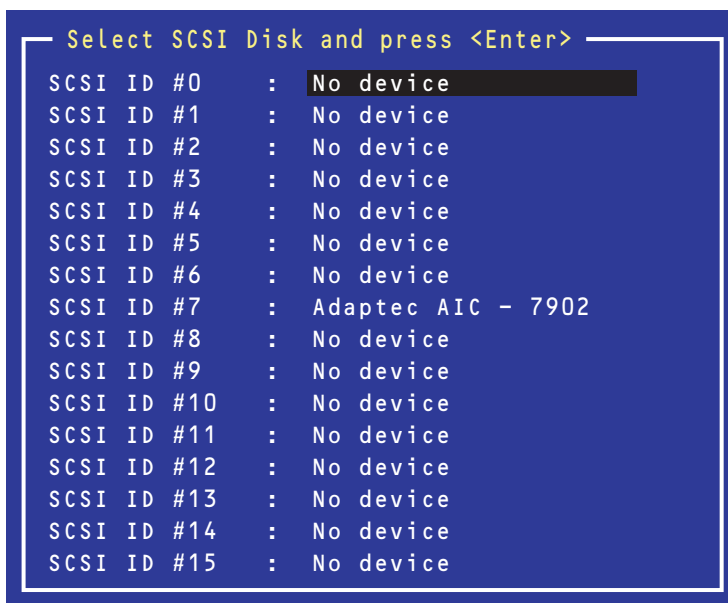 Select SCSI Disk and press <Enter>
SCSI ID #0 : No device
SCSI ID #1 : No device
SCSI ID #2 : No device
SCSI ID #3 : No device
SCSI ID #4 : No device
SCSI ID #5 : No device
SCSI ID #6 : No device
SCSI ID #7 : Adaptec AIC - 7902
SCSI ID #8 : No device
SCSI ID #9 : No device
SCSI ID #10 : No device
SCSI ID #11 : No device
SCSI ID #12 : No device
SCSI ID #13 : No device
SCSI ID #14 : No device
SCSI ID #15 : No device